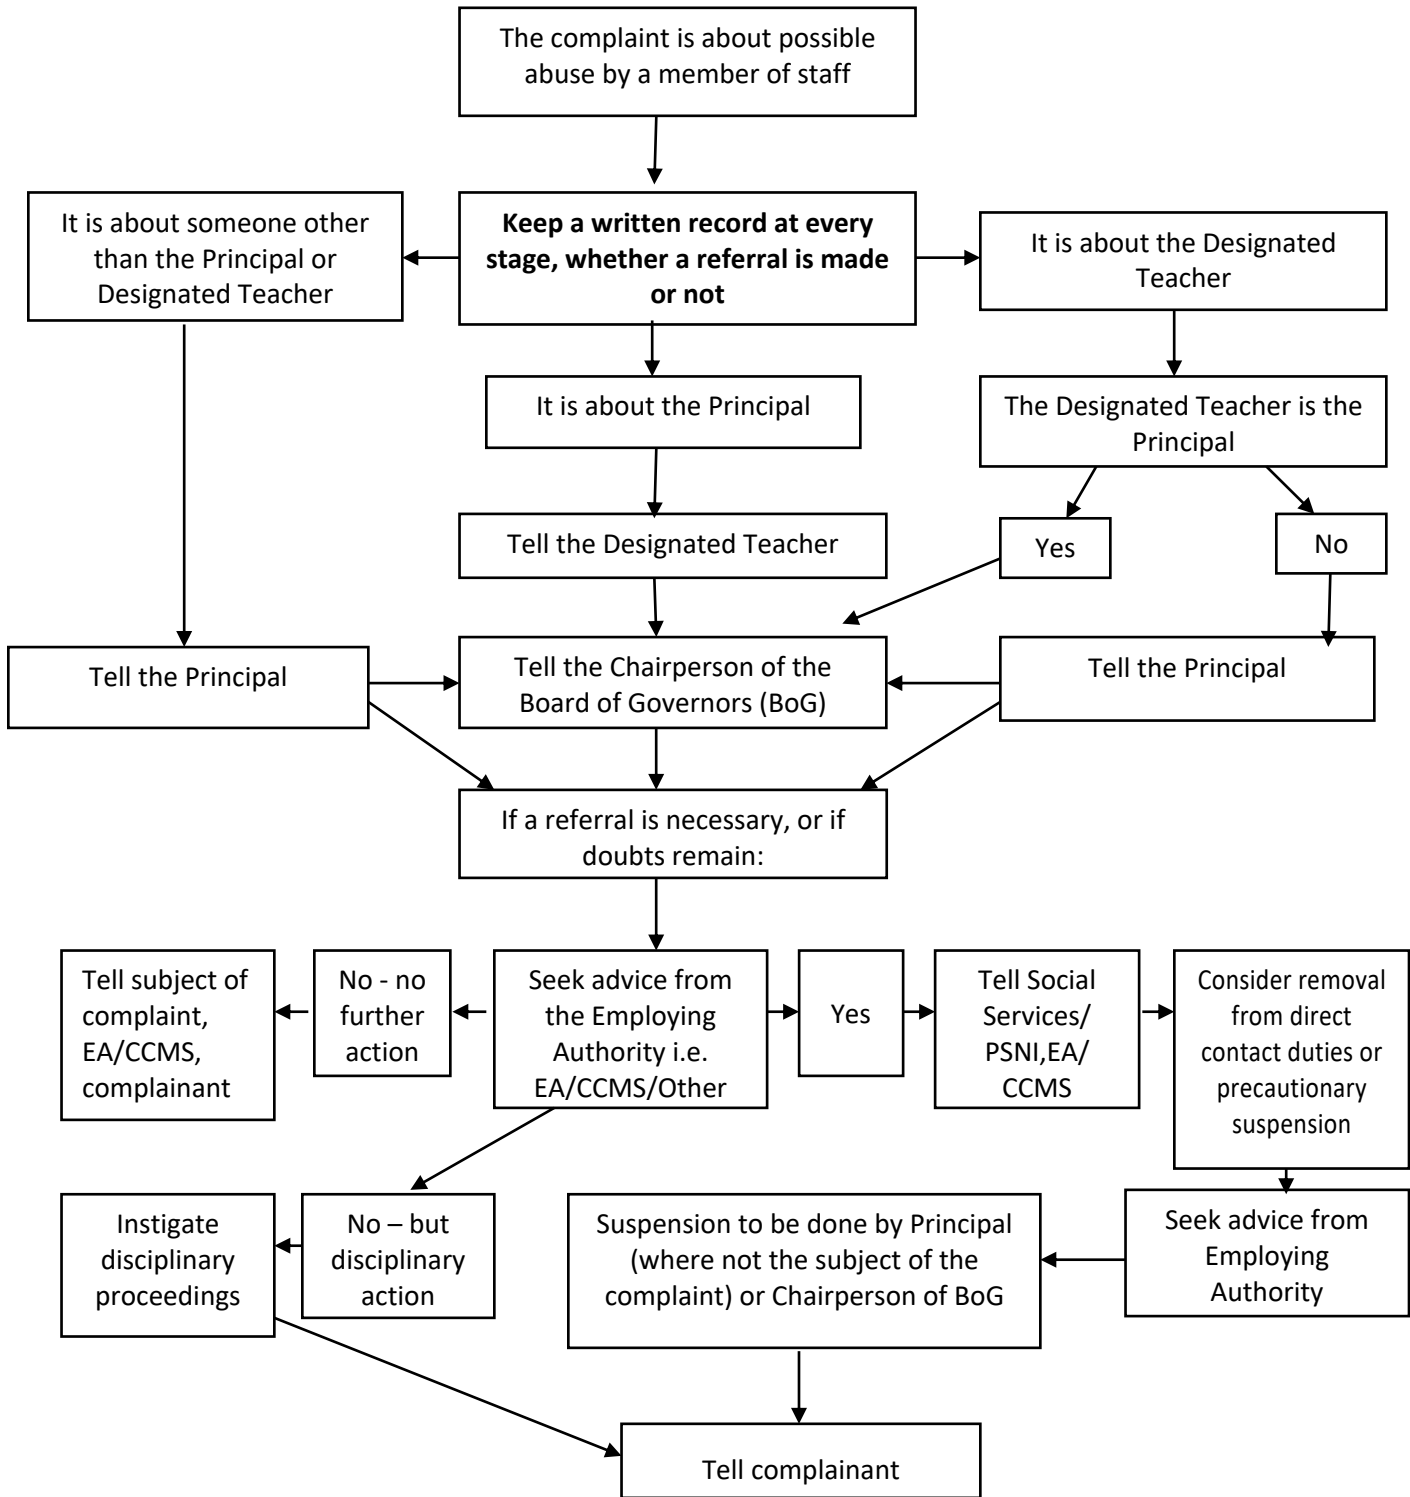 The complaint is about possible
abuse by a member of staff
It is about someone other
than the Principal or
Designated Teacher
Keep a written record at every
stage, whether a referral is made
or not
It is about the Designated
Teacher
It is about the Principal
The Designated Teacher is the
Principal
Tell the Designated Teacher
Yes
No
Tell the Principal
Tell the Chairperson of the
Board of Governors (BoG)
Tell the Principal
If a referral is necessary, or if
doubts remain:
Tell subject of
complaint,
EA/CCMS,
complainant
No - no
further
action
Seek advice from
the Employing
Authority i.e.
EA/CCMS/Other
Yes
Tell Social
Services/
PSNI,EA/
CCMS
Consider removal
from direct
contact duties or
precautionary
suspension
Instigate
disciplinary
proceedings
No – but
disciplinary
action
Suspension to be done by Principal
(where not the subject of the
complaint) or Chairperson of BoG
Seek advice from
Employing
Authority
Tell complainant